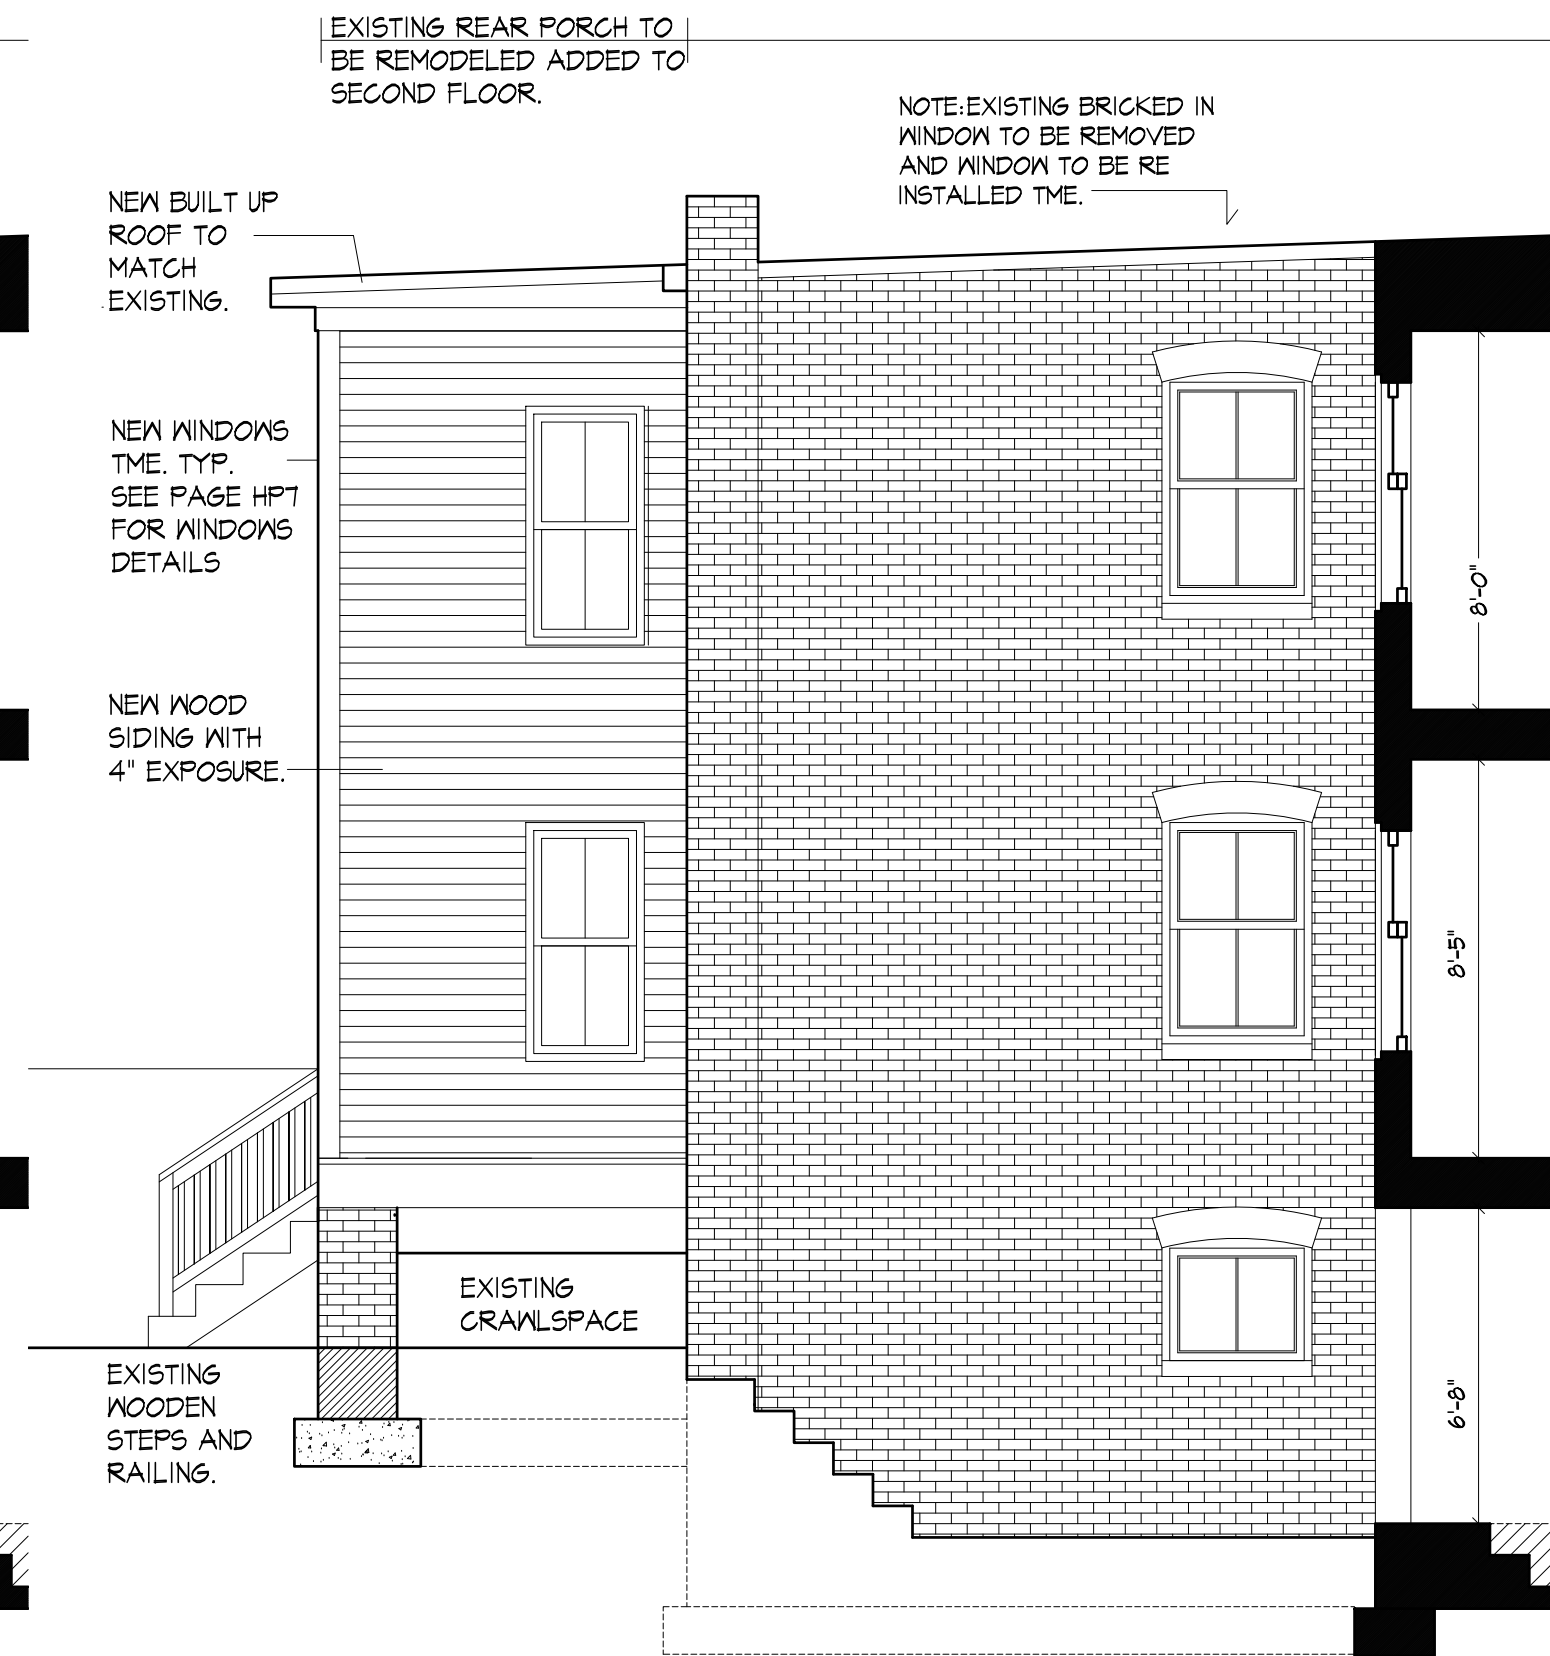 EXISTING REAR PORCH TO
BE REMODELED ADDED TO
SECOND FLOOR.
NOTE:EXISTING BRICKED IN
WINDOW TO BE REMOVED
AND WINDOW TO BE RE
INSTALLED TME.
NEW BUILT UP
ROOF TO
MATCH
EXISTING.
NEW WINDOWS
TME. TYP.
SEE PAGE HP7
FOR WINDOWS
DETAILS
8'-0"
NEW WOOD
SIDING WITH
4" EXPOSURE.
8'-5"
EXISTING
CRAWLSPACE
EXISTING
WOODEN
STEPS AND
RAILING.
6'-8"